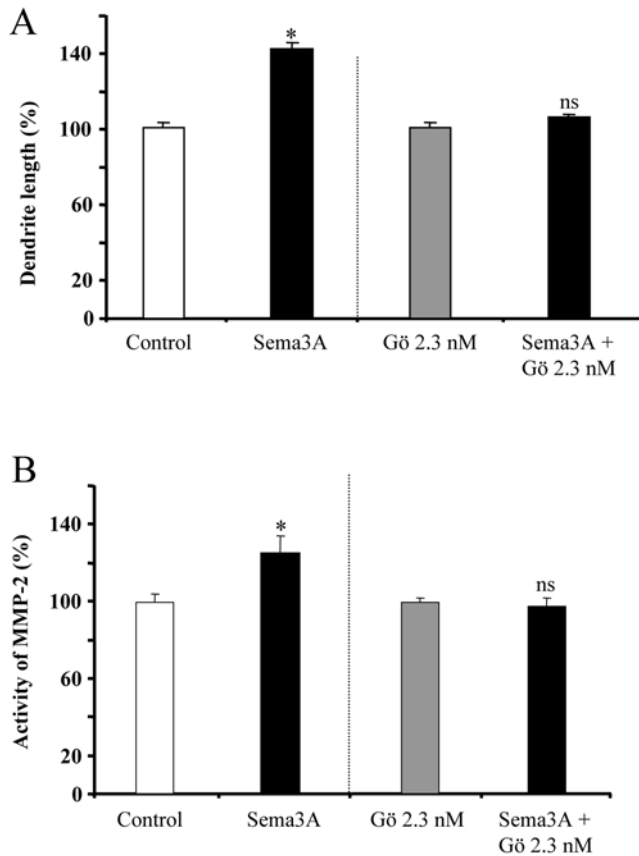 A
Dendrite length (%)
140
100
60
20
0
*
ns
Control
Sema3A
Gö 2.3 nM
Sema3A +
Gö 2.3 nM
B
Activity of MMP-2 (%)
140
100
60
20
0
*
ns
Control
Sema3A
Gö 2.3 nM
Sema3A +
Gö 2.3 nM